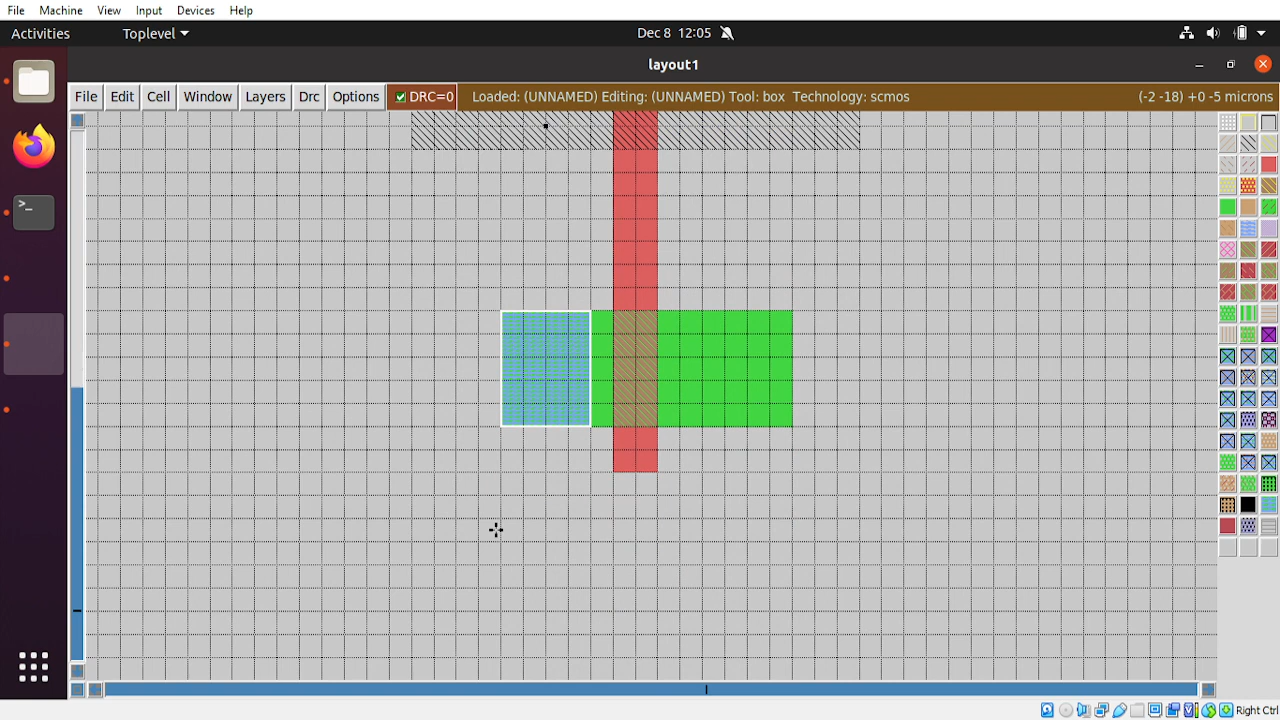 File Machine View Input Devices Help
Activities Toplevel Dec 8 12:05
layout1
File Edit Cell Window Layers Drc Options DRC=0 Loaded: (UNNAMED) Editing: (UNNAMED) Tool: box Technology: scmos (-2 -18) +0 -5 microns
>_
Right Ctrl